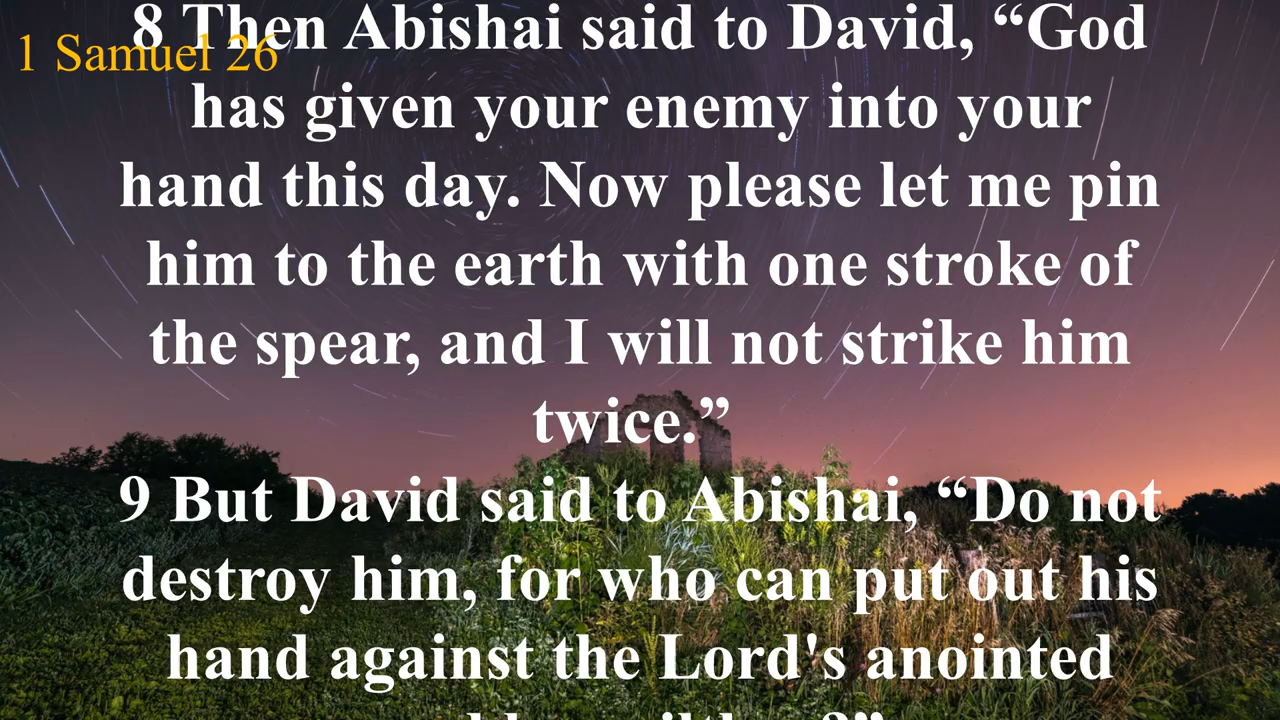 1 Samuel 26
8 Then Abishai said to David, “God
has given your enemy into your
hand this day. Now please let me pin
him to the earth with one stroke of
the spear, and I will not strike him
twice.”
9 But David said to Abishai, “Do not
destroy him, for who can put out his
hand against the Lord's anointed